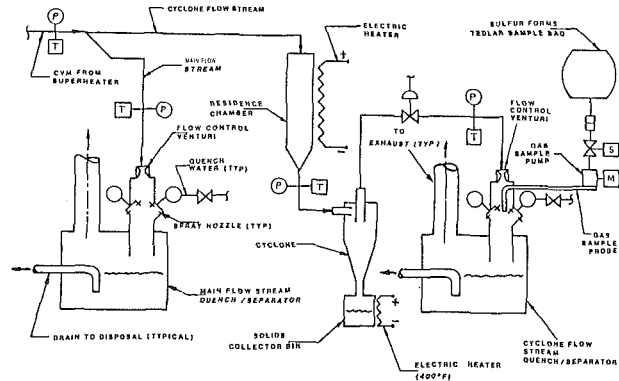 P
CYCLONE FLOW STREAM
T
MAIN FLOW
STREAM
CYM FROM
SUPERHEATER
ELECTRIC
HEATER
+
-
RESIDENCE
CHAMBER
T
P
FLOW CONTROL
VENTURI
QUENCH
WATER (TYP)
SPRAY NOZZLE (TYP)
MAIN FLOW STREAM
QUENCH/SEPARATOR
DRAIN TO DISPOSAL (TYPICAL)
P
T
CYCLONE
SOLIDS
COLLECTOR BIN
+
-
ELECTRIC HEATER
(400°F)
TO
EXHAUST (TYP)
P
T
FLOW
CONTROL
VENTURI
SULFUR FORMS
TEDLAR SAMPLE BAG
S
GAS
SAMPLE
PUMP
M
GAS
SAMPLE
PROBE
CYCLONE FLOW
STREAM
QUENCH/SEPARATOR